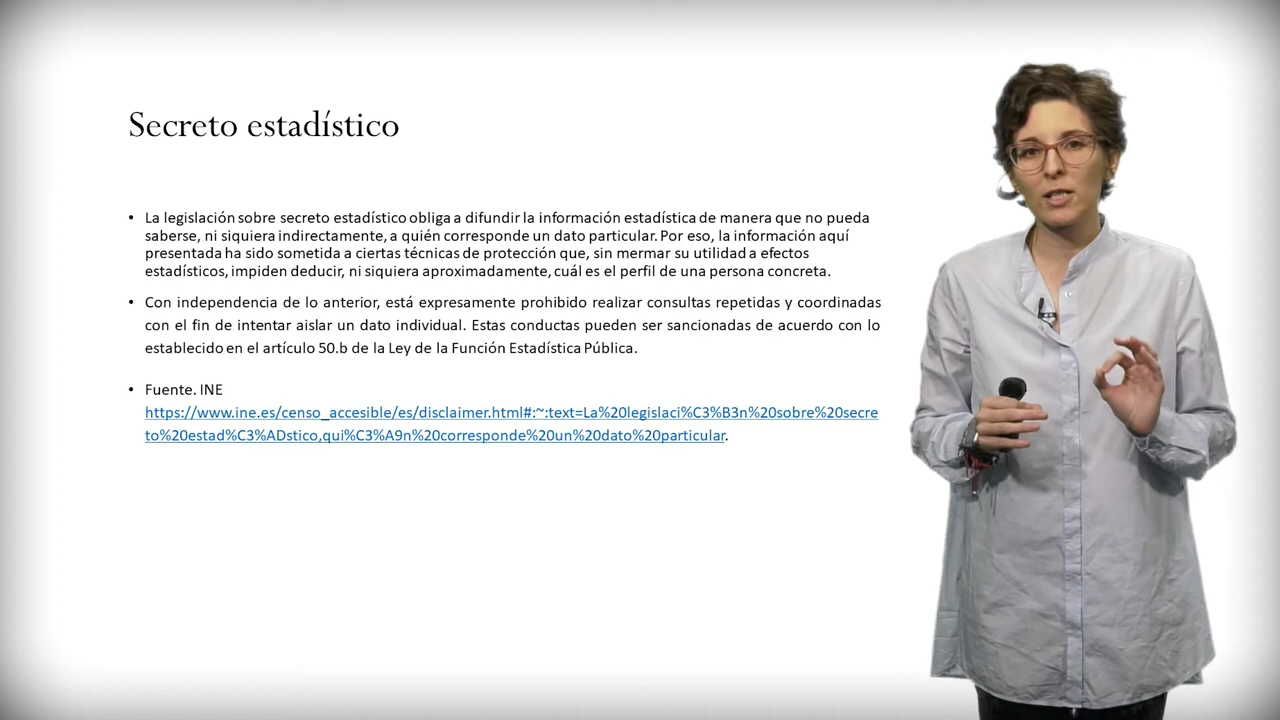 Secreto estadístico
• La legislación sobre secreto estadístico obliga a difundir la información estadística de manera que no pueda
saberse, ni siquiera indirectamente, a quién corresponde un dato particular. Por eso, la información aquí
presentada ha sido sometida a ciertas técnicas de protección que, sin mermar su utilidad a efectos
estadísticos, impiden deducir, ni siquiera aproximadamente, cuál es el perfil de una persona concreta.
• Con independencia de lo anterior, está expresamente prohibido realizar consultas repetidas y coordinadas
con el fin de intentar aislar un dato individual. Estas conductas pueden ser sancionadas de acuerdo con lo
establecido en el artículo 50.b de la Ley de la Función Estadística Pública.
• Fuente. INE
https://www.ine.es/censo_accesible/es/disclaimer.html#:~:text=La%20legislaci%C3%B3n%20sobre%20secre
to%20estad%C3%ADstico,qui%C3%A9n%20corresponde%20un%20dato%20particular.